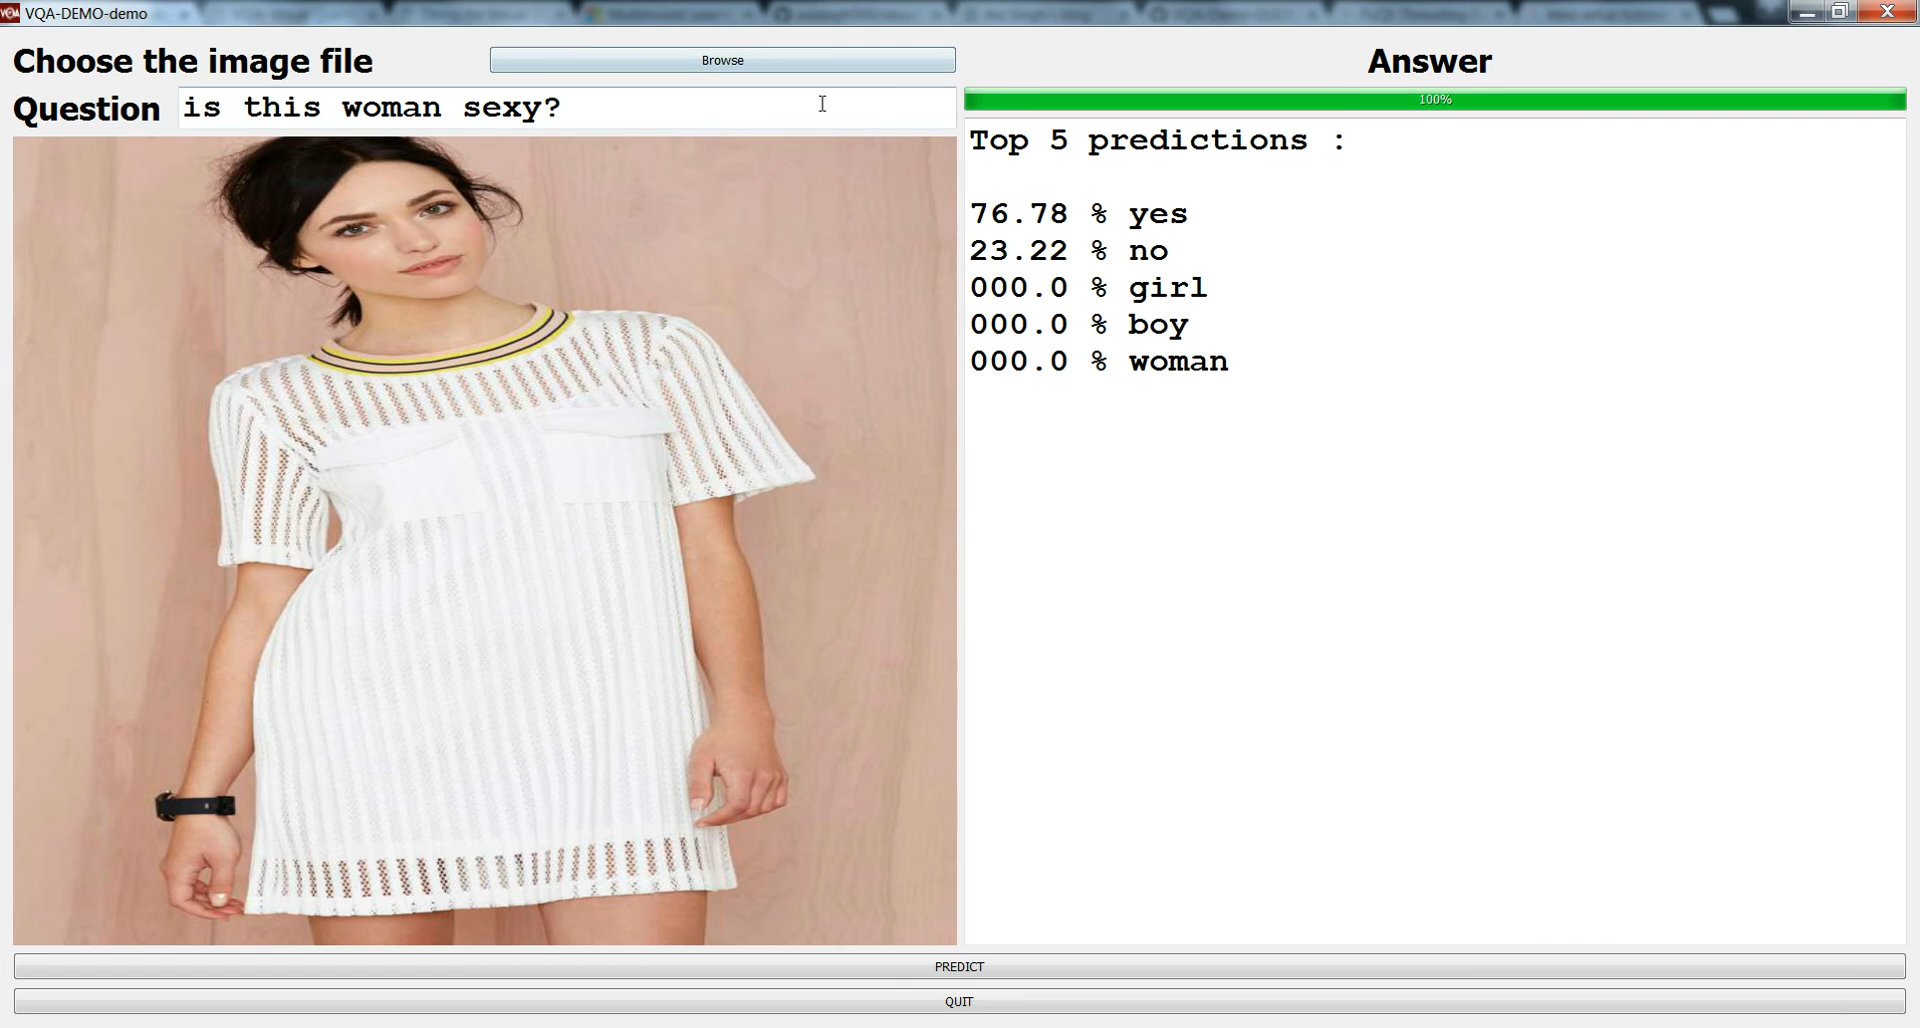 VQA-DEMO-demo
Choose the image file
Browse
Answer
Question
is this woman sexy?
100%
Top 5 predictions :
76.78 % yes
23.22 % no
000.0 % girl
000.0 % boy
000.0 % woman
PREDICT
QUIT